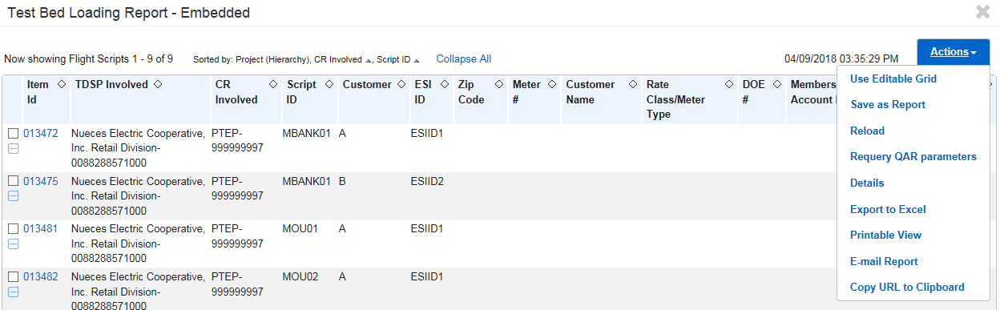 Test Bed Loading Report - Embedded
Now showing Flight Scripts 1 - 9 of 9 Sorted by: Project (Hierarchy), CR Involved, Script ID Collapse All 04/09/2018 03:35:29 PM Actions
Item Id TDSP Involved CR Involved Script ID Customer ESI ID Zip Code Meter # Customer Name Rate Class/Meter Type DOE # Members Account
013472 Nueces Electric Cooperative, PTEP- MBANK01 A ESIID1
Inc. Retail Division- 999999997
0088288571000
013475 Nueces Electric Cooperative, PTEP- MBANK01 B ESIID2
Inc. Retail Division- 999999997
0088288571000
013481 Nueces Electric Cooperative, PTEP- MOU01 A ESIID1
Inc. Retail Division- 999999997
0088288571000
013482 Nueces Electric Cooperative, PTEP- MOU02 A ESIID1
Inc. Retail Division- 999999997
0088288571000
Use Editable Grid
Save as Report
Reload
Requery QAR parameters
Details
Export to Excel
Printable View
E-mail Report
Copy URL to Clipboard